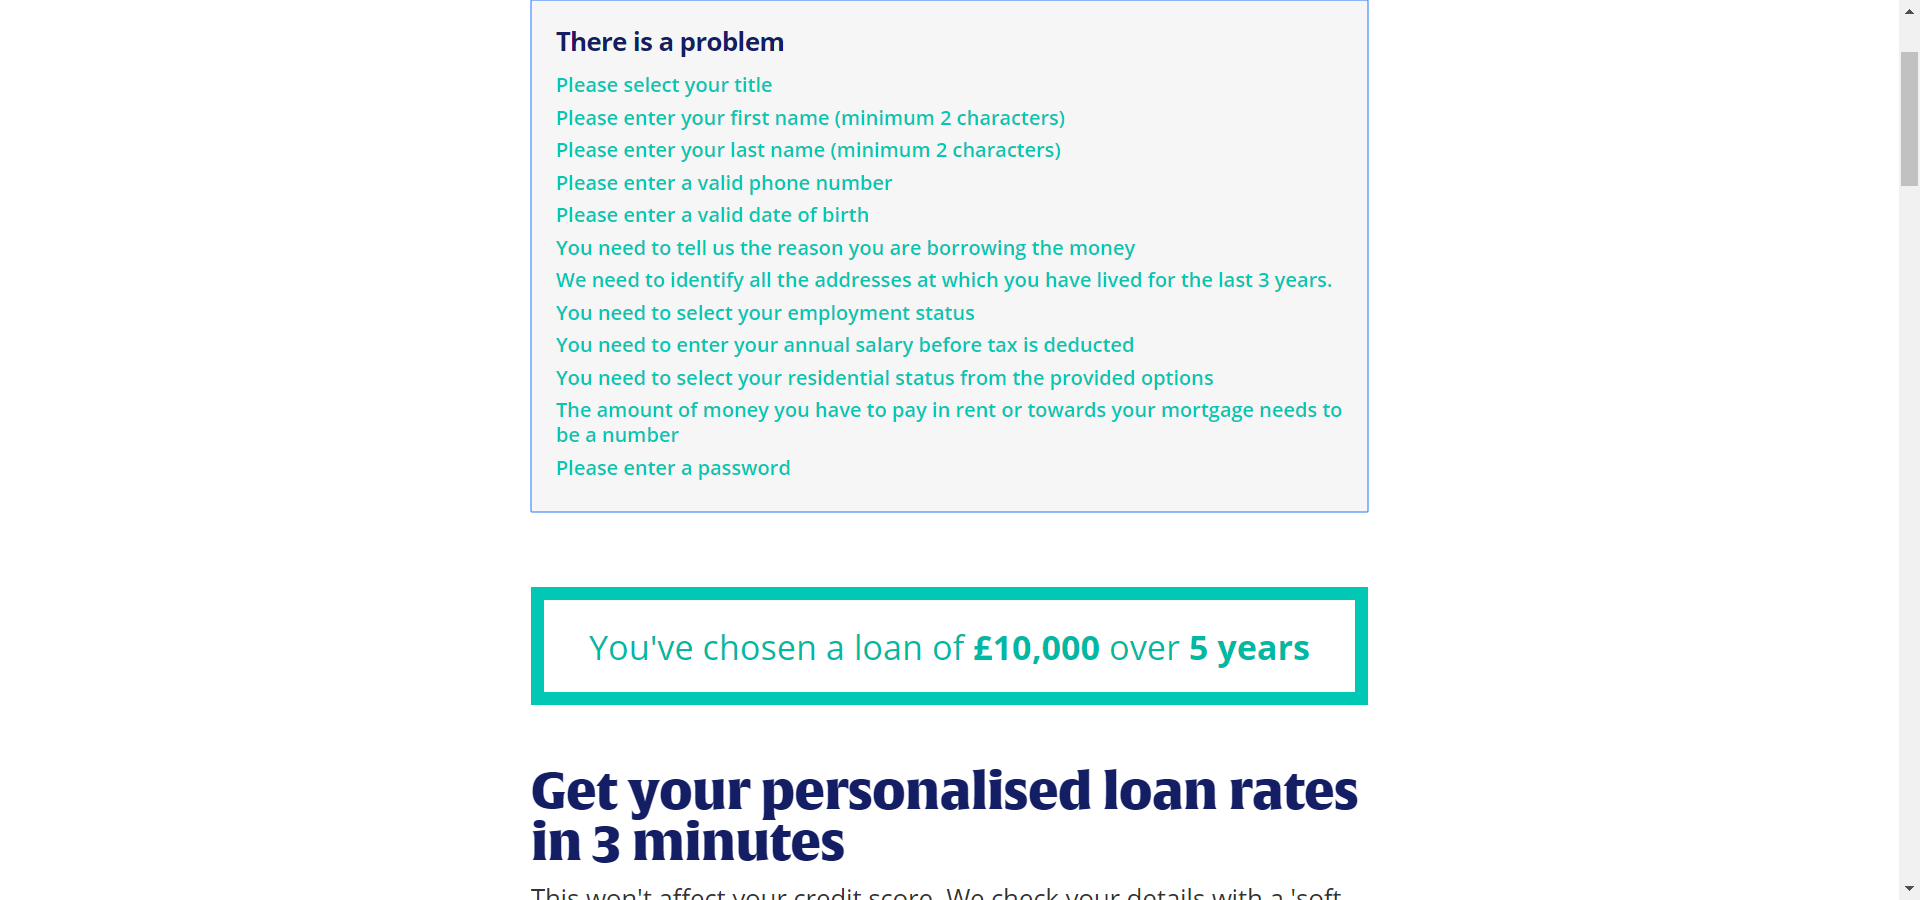 There is a problem
Please select your title
Please enter your first name (minimum 2 characters)
Please enter your last name (minimum 2 characters)
Please enter a valid phone number
Please enter a valid date of birth
You need to tell us the reason you are borrowing the money
We need to identify all the addresses at which you have lived for the last 3 years.
You need to select your employment status
You need to enter your annual salary before tax is deducted
You need to select your residential status from the provided options
The amount of money you have to pay in rent or towards your mortgage needs to
be a number
Please enter a password
You've chosen a loan of £10,000 over 5 years
Get your personalised loan rates
in 3 minutes
This won't affect your credit score. We check your details with a 'soft